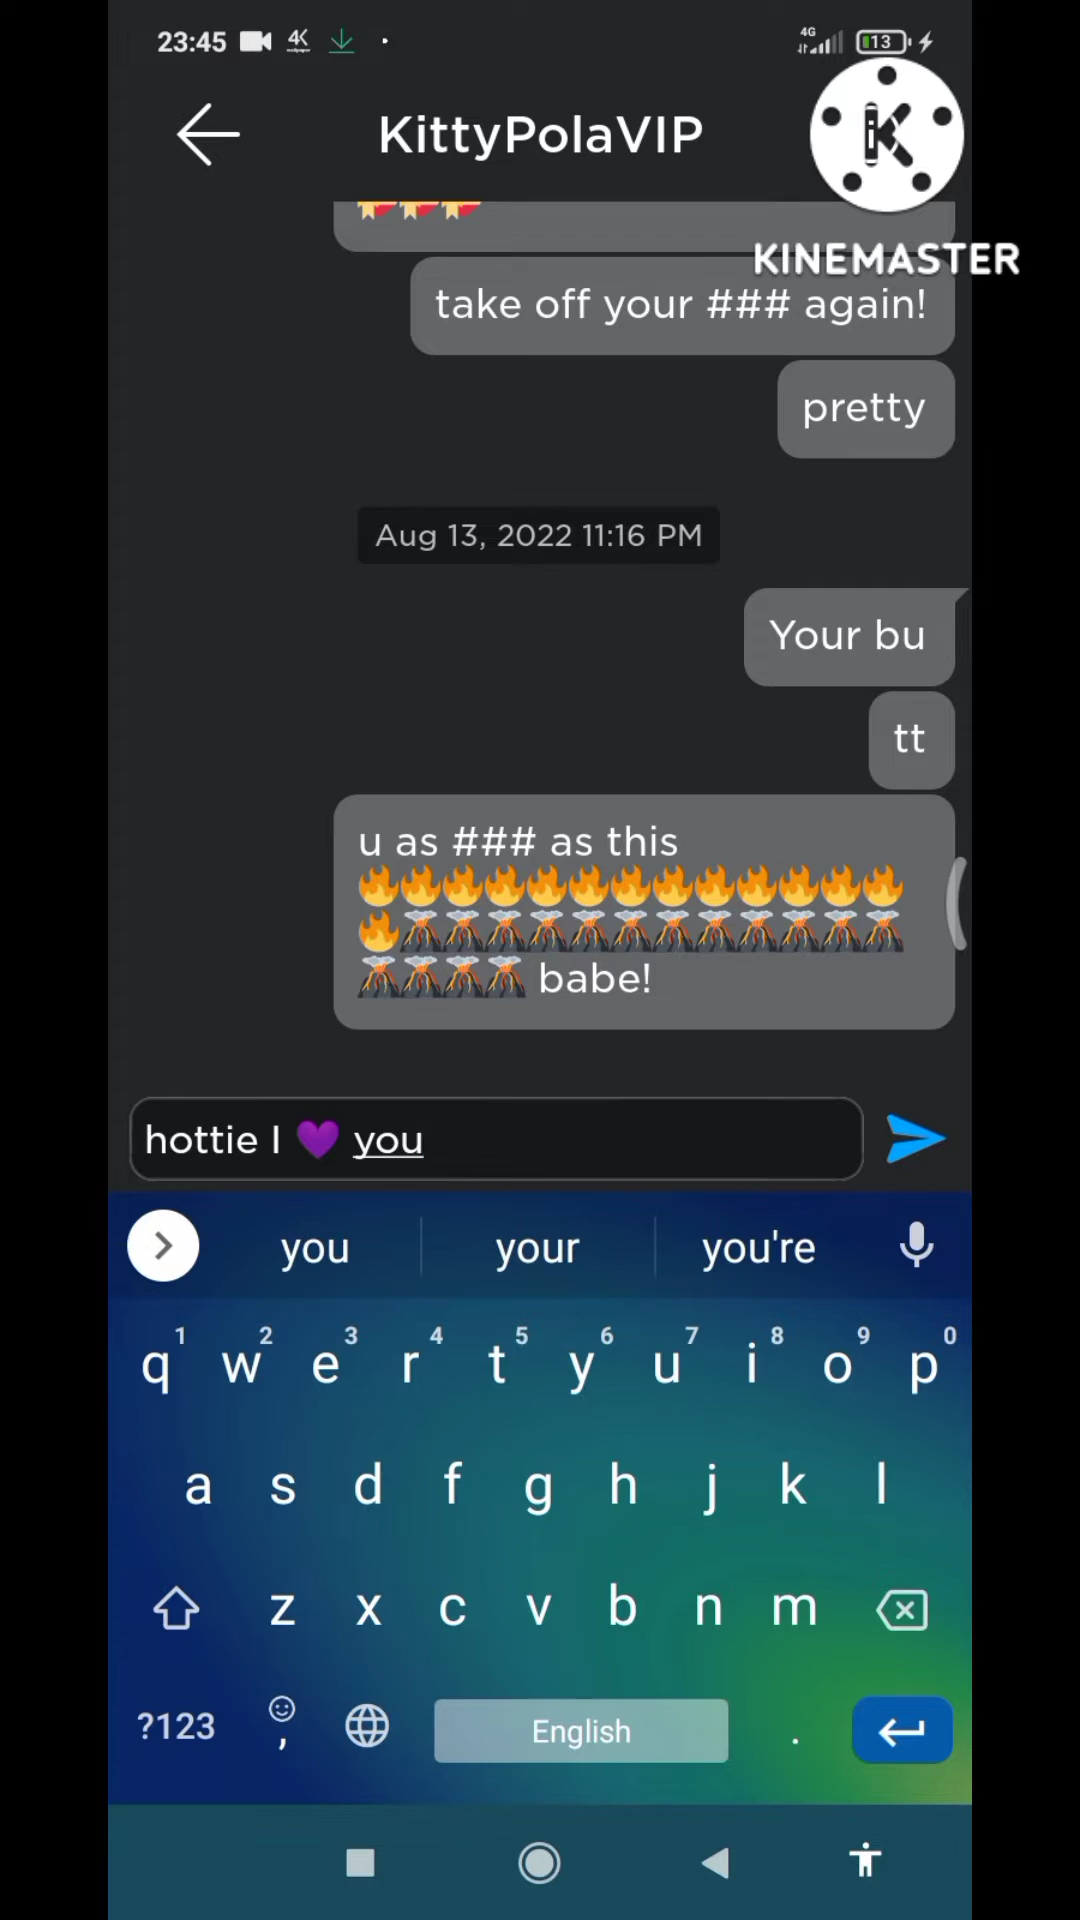 23:45 4K 4G 13
KittyPolaVIP
KINEMASTER
take off your ### again!
pretty
Aug 13, 2022 11:16 PM
Your bu
tt
u as ### as this
🔥🔥🔥🔥🔥🔥🔥🔥🔥🔥🔥🔥🔥
🔥🌋🌋🌋🌋🌋🌋🌋🌋🌋🌋🌋🌋
🌋🌋🌋🌋 babe!
hottie I 💜 you
you your you're
1 2 3 4 5 6 7 8 9 0
q w e r t y u i o p
a s d f g h j k l
z x c v b n m
?123 , English .